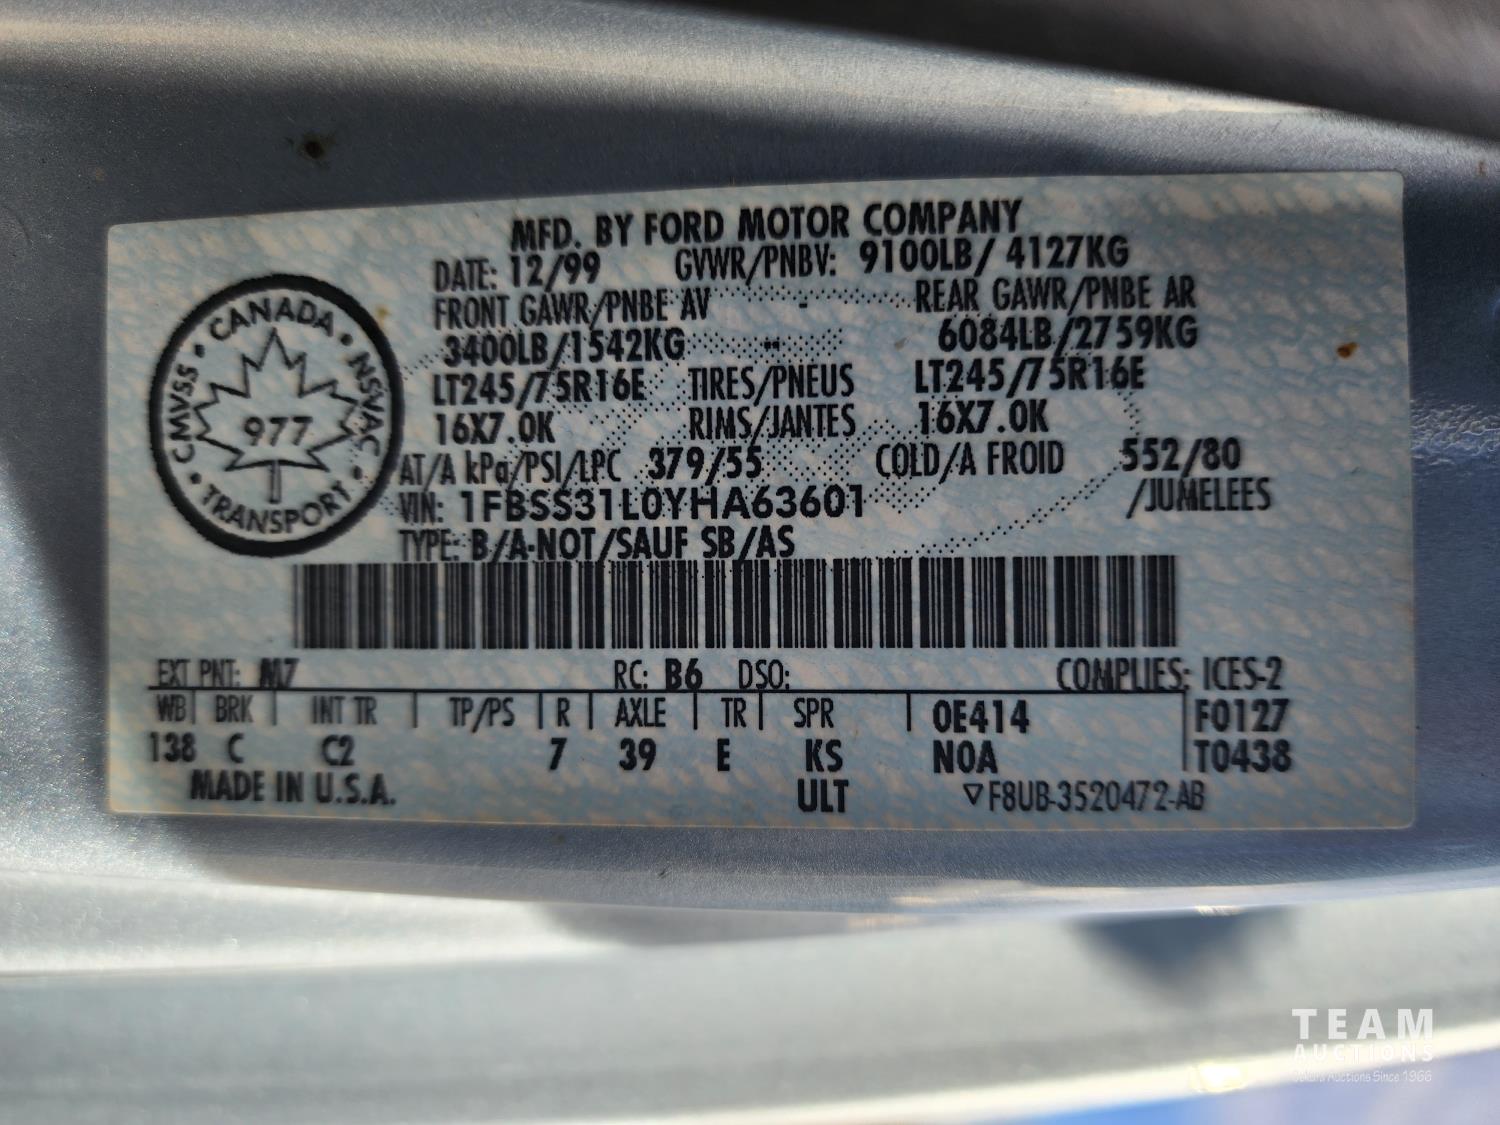 MFD. BY FORD MOTOR COMPANY
DATE: 12/99 GVWR/PNBV: 9100LB/ 4127KG
FRONT GAWR/PNBE AV - REAR GAWR/PNBE AR
3400LB/1542KG 6084LB/2759KG
LT245/75R16E TIRES/PNEUS LT245/75R16E
16X7.0K RIMS/JANTES 16X7.0K
AT/A kPa/PSI/LPC 379/55 COLD/A FROID 552/80
VIN: 1FBSS31L0YHA63601 /JUMELEES
TYPE: B/A-NOT/SAUF SB/AS
CANADA • NSVAC • TRANSPORT • CMVSS •
977
EXT PNT: M7 RC: B6 DSO: COMPLIES: ICES-2
WB BRK INT TR TP/PS R AXLE TR SPR 0E414 F0127
138 C C2 7 39 E KS N0A T0438
MADE IN U.S.A. ULT ▽F8UB-3520472-AB
TEAM
AUCTIONS
Auctions Since 1966